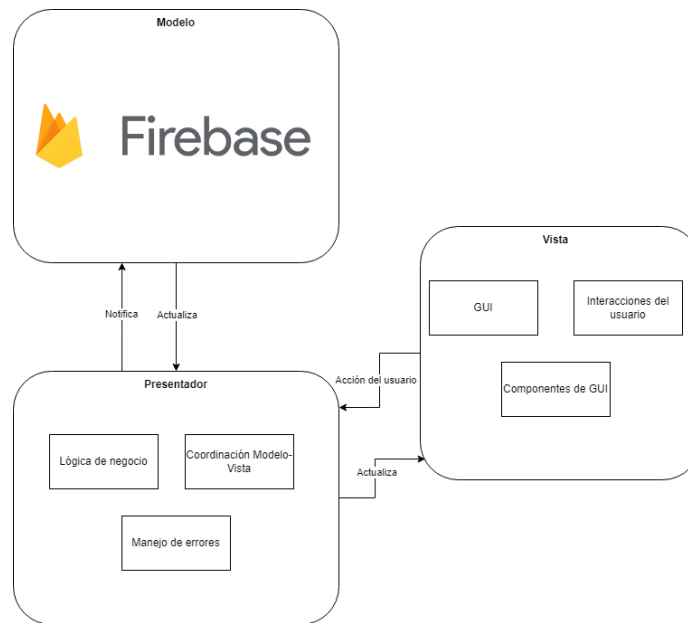 Modelo
Firebase
Vista
GUI
Interacciones del
usuario
Componentes de GUI
Notifica
Actualiza
Acción del usuario
Presentador
Lógica de negocio
Coordinación Modelo-
Vista
Actualiza
Manejo de errores